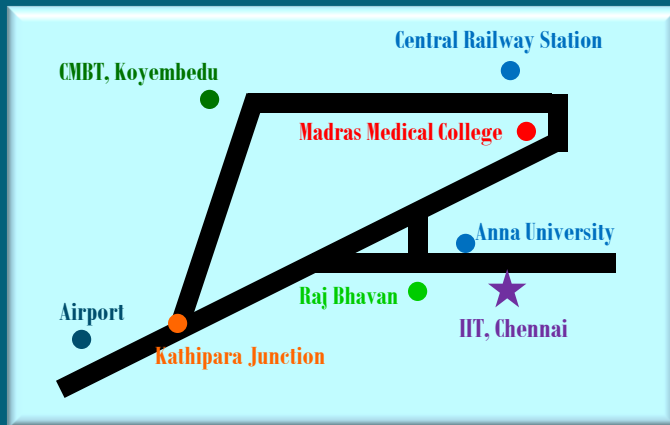 Central Railway Station
CMBT, Koyembedu
Madras Medical College
Anna University
Raj Bhavan
Airport
IIT, Chennai
Kathipara Junction